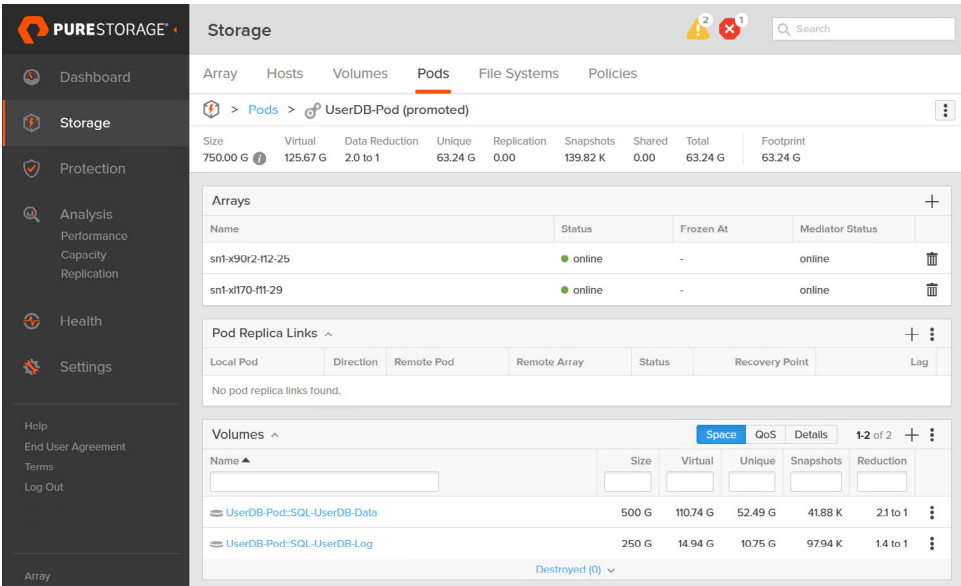 PURESTORAGE®
Dashboard
Storage
Protection
Analysis
Performance
Capacity
Replication
Health
Settings
Help
End User Agreement
Terms
Log Out
Array
Storage
2
1
Search
Array Hosts Volumes Pods File Systems Policies
> Pods > UserDB-Pod (promoted)
Size Virtual Data Reduction Unique Replication Snapshots Shared Total Footprint
750.00 G 125.67 G 2.0 to 1 63.24 G 0.00 139.82 K 0.00 63.24 G 63.24 G
Arrays
Name Status Frozen At Mediator Status
sn1-x90r2-f12-25 online - online
sn1-xl170-f11-29 online - online
Pod Replica Links
Local Pod Direction Remote Pod Remote Array Status Recovery Point Lag
No pod replica links found.
Volumes Space QoS Details 1-2 of 2
Name Size Virtual Unique Snapshots Reduction
UserDB-Pod::SQL-UserDB-Data 500 G 110.74 G 52.49 G 41.88 K 2.1 to 1
UserDB-Pod::SQL-UserDB-Log 250 G 14.94 G 10.75 G 97.94 K 1.4 to 1
Destroyed (0)